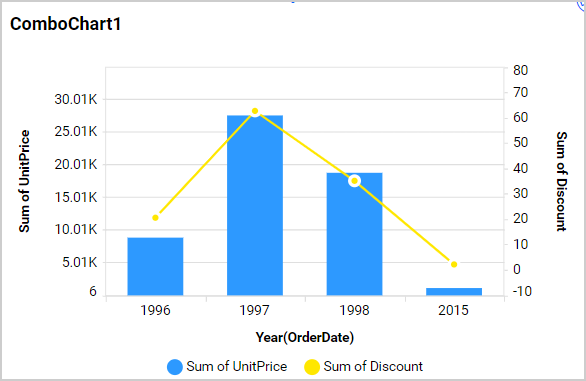 ComboChart1
Sum of UnitPrice
30.01K
25.01K
20.01K
15.01K
10.01K
5.01K
6
80
70
60
50
40
30
20
10
0
-10
Sum of Discount
1996 1997 1998 2015
Year(OrderDate)
Sum of UnitPrice Sum of Discount